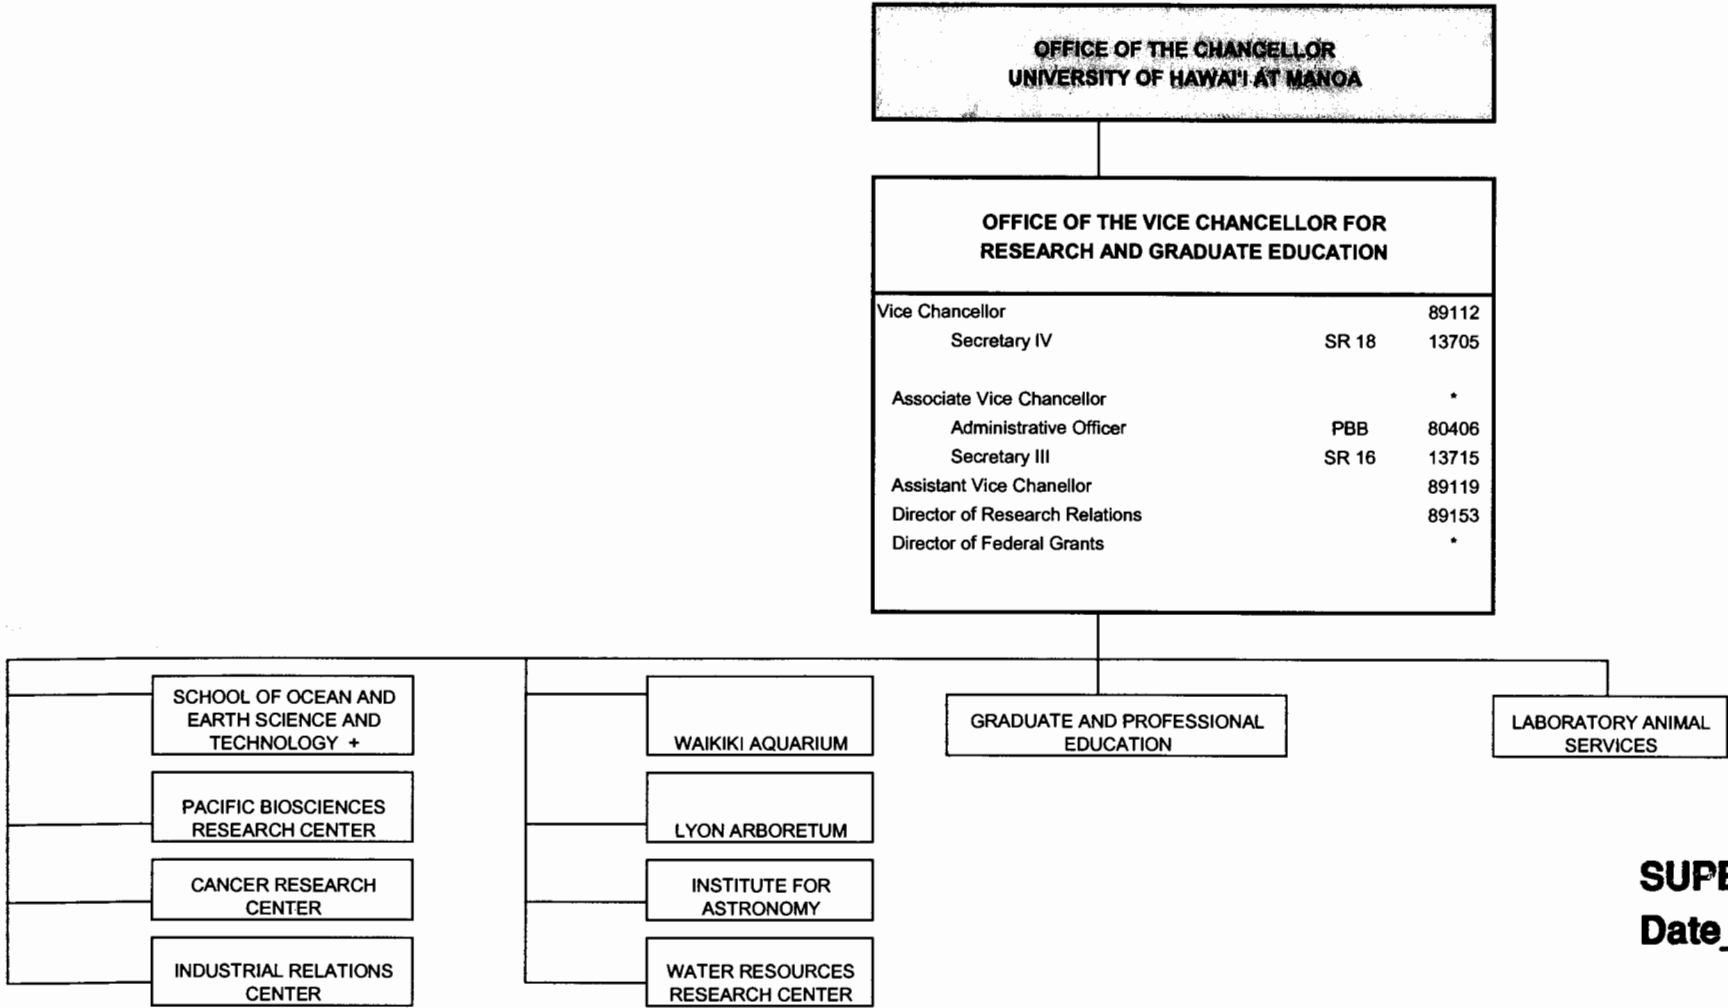 OFFICE OF THE CHANCELLOR
UNIVERSITY OF HAWAI'I AT MANOA
OFFICE OF THE VICE CHANCELLOR FOR
RESEARCH AND GRADUATE EDUCATION
Vice Chancellor 89112
Secretary IV SR 18 13705
Associate Vice Chancellor *
Administrative Officer PBB 80406
Secretary III SR 16 13715
Assistant Vice Chanellor 89119
Director of Research Relations 89153
Director of Federal Grants *
SCHOOL OF OCEAN AND
EARTH SCIENCE AND
TECHNOLOGY +
PACIFIC BIOSCIENCES
RESEARCH CENTER
CANCER RESEARCH
CENTER
INDUSTRIAL RELATIONS
CENTER
WAIKIKI AQUARIUM
LYON ARBORETUM
INSTITUTE FOR
ASTRONOMY
WATER RESOURCES
RESEARCH CENTER
GRADUATE AND PROFESSIONAL
EDUCATION
LABORATORY ANIMAL
SERVICES
Date_